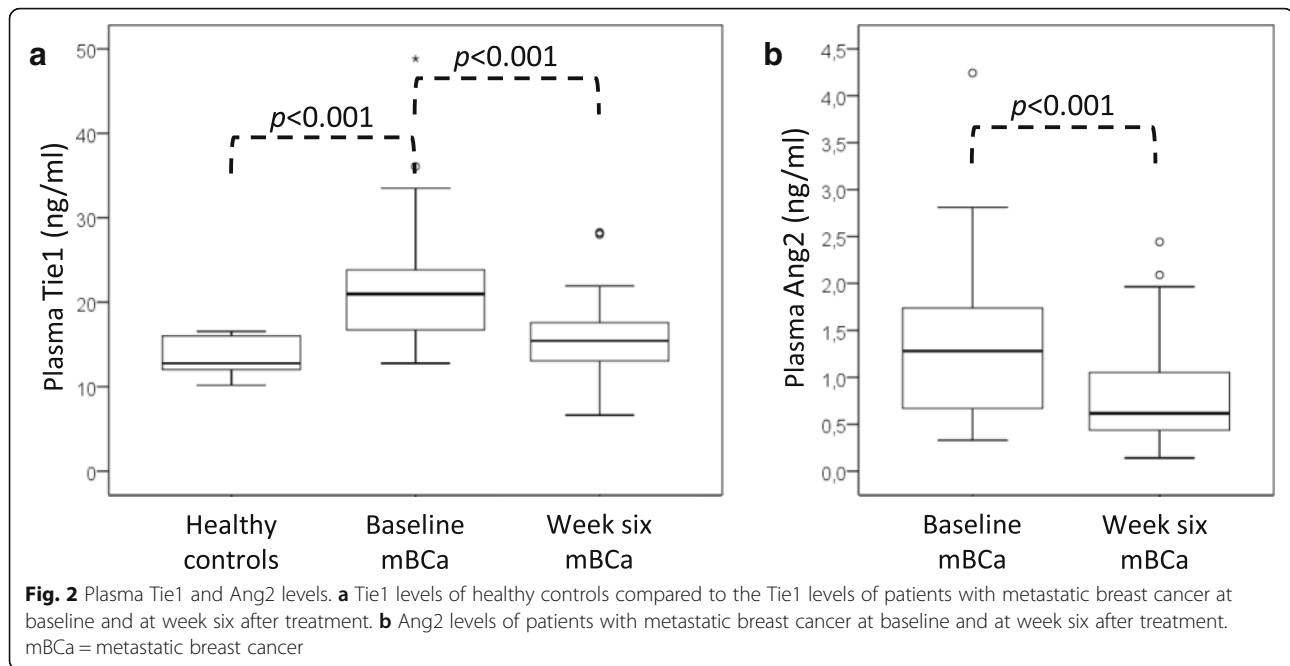 a
50
40
30
20
10
0
Plasma Tie1 (ng/ml)
p<0.001
p<0.001
*
Healthy controls
Baseline mBCa
Week six mBCa
b
4,5
4,0
3,5
3,0
2,5
2,0
1,5
1,0
0,5
0,0
Plasma Ang2 (ng/ml)
p<0.001
Baseline mBCa
Week six mBCa
Fig. 2 Plasma Tie1 and Ang2 levels. a Tie1 levels of healthy controls compared to the Tie1 levels of patients with metastatic breast cancer at
baseline and at week six after treatment. b Ang2 levels of patients with metastatic breast cancer at baseline and at week six after treatment.
mBCa = metastatic breast cancer